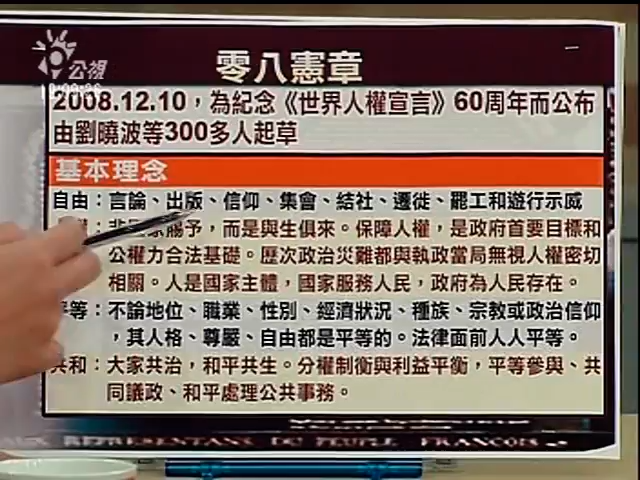 公視
零八憲章
2008.12.10，為紀念《世界人權宣言》60周年而公布
由劉曉波等300多人起草
基本理念
自由：言論、出版、信仰、集會、結社、遷徙、罷工和遊行示威
賜予，而是與生俱來。保障人權，是政府首要目標和
公權力合法基礎。歷次政治災難都與執政當局無視人權密切
相關。人是國家主體，國家服務人民，政府為人民存在。
等：不論地位、職業、性別、經濟狀況、種族、宗教或政治信仰
，其人格、尊嚴、自由都是平等的。法律面前人人平等。
共和：大家共治，和平共生。分權制衡與利益平衡，平等參與、共
同議政、和平處理公共事務。
AUX REPRESENTANS DU PEUPLE FRANCOIS